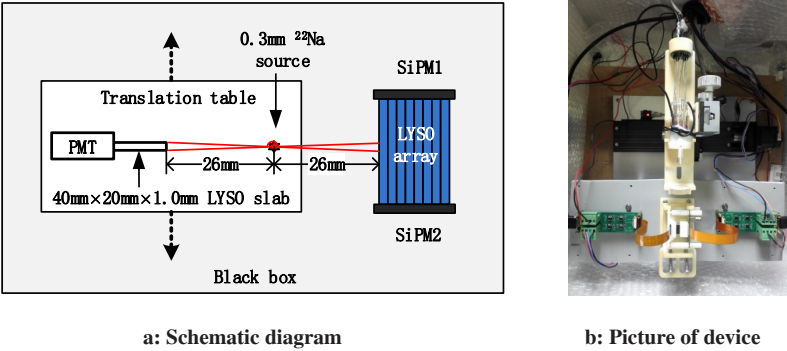 0.3mm ²²Na
source
SiPM1
Translation table
PMT
LYSO
array
26mm
26mm
40mm×20mm×1.0mm LYSO slab
SiPM2
Black box
a: Schematic diagram
b: Picture of device